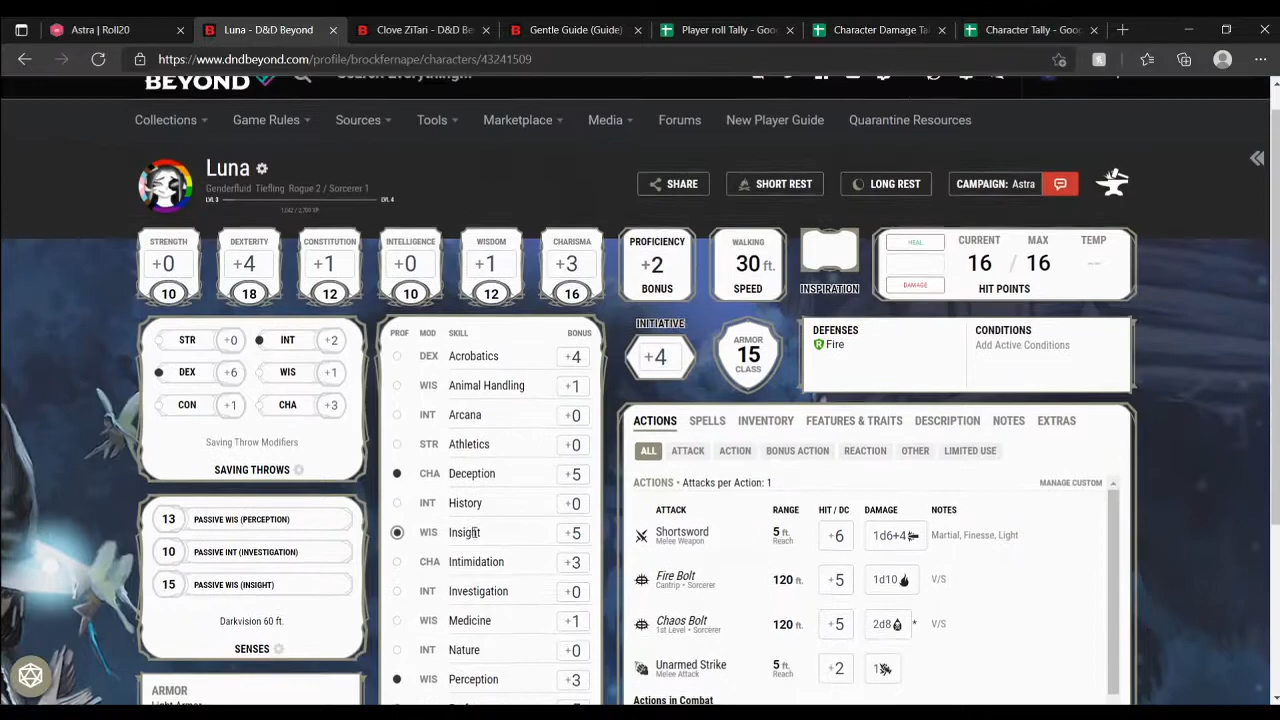 Astra | Roll20
Luna - D&D Beyond
Clove ZiTari - D&D Be
Gentle Guide (Guide)
Player roll Tally - Goo
Character Damage Ta
Character Tally - Goog
https://www.dndbeyond.com/profile/brockfernape/characters/43241509
BEYOND
Search Everything...
Collections
Game Rules
Sources
Tools
Marketplace
Media
Forums
New Player Guide
Quarantine Resources
Luna
Genderfluid Tiefling Rogue 2 / Sorcerer 1
LVL 3
LVL 4
SHARE
SHORT REST
LONG REST
CAMPAIGN: Astra
STRENGTH +0 10
DEXTERITY +4 18
CONSTITUTION +1 12
INTELLIGENCE +0 10
WISDOM +1 12
CHARISMA +3 16
PROFICIENCY +2 BONUS
WALKING 30 ft. SPEED
INSPIRATION
HEAL
DAMAGE
CURRENT MAX TEMP
16 / 16
HIT POINTS
STR +0 INT +2
DEX +6 WIS +1
CON +1 CHA +3
Saving Throw Modifiers
SAVING THROWS
13 PASSIVE WIS (PERCEPTION)
10 PASSIVE INT (INVESTIGATION)
15 PASSIVE WIS (INSIGHT)
Darkvision 60 ft.
SENSES
ARMOR
PROF MOD SKILL BONUS
DEX Acrobatics +4
WIS Animal Handling +1
INT Arcana +0
STR Athletics +0
CHA Deception +5
INT History +0
WIS Insight +5
CHA Intimidation +3
INT Investigation +0
WIS Medicine +1
INT Nature +0
WIS Perception +3
INITIATIVE
+4
ARMOR 15 CLASS
DEFENSES
Fire
CONDITIONS
Add Active Conditions
ACTIONS SPELLS INVENTORY FEATURES & TRAITS DESCRIPTION NOTES EXTRAS
ALL ATTACK ACTION BONUS ACTION REACTION OTHER LIMITED USE
ACTIONS • Attacks per Action: 1 MANAGE CUSTOM
ATTACK RANGE HIT / DC DAMAGE NOTES
Shortsword 5 ft. +6 1d6+4 Martial, Finesse, Light
Melee Weapon Reach
Fire Bolt 120 ft. +5 1d10 V/S
Cantrip • Sorcerer
Chaos Bolt 120 ft. +5 2d8 * V/S
1st Level • Sorcerer
Unarmed Strike 5 ft. +2 1
Melee Attack Reach
Actions in Combat